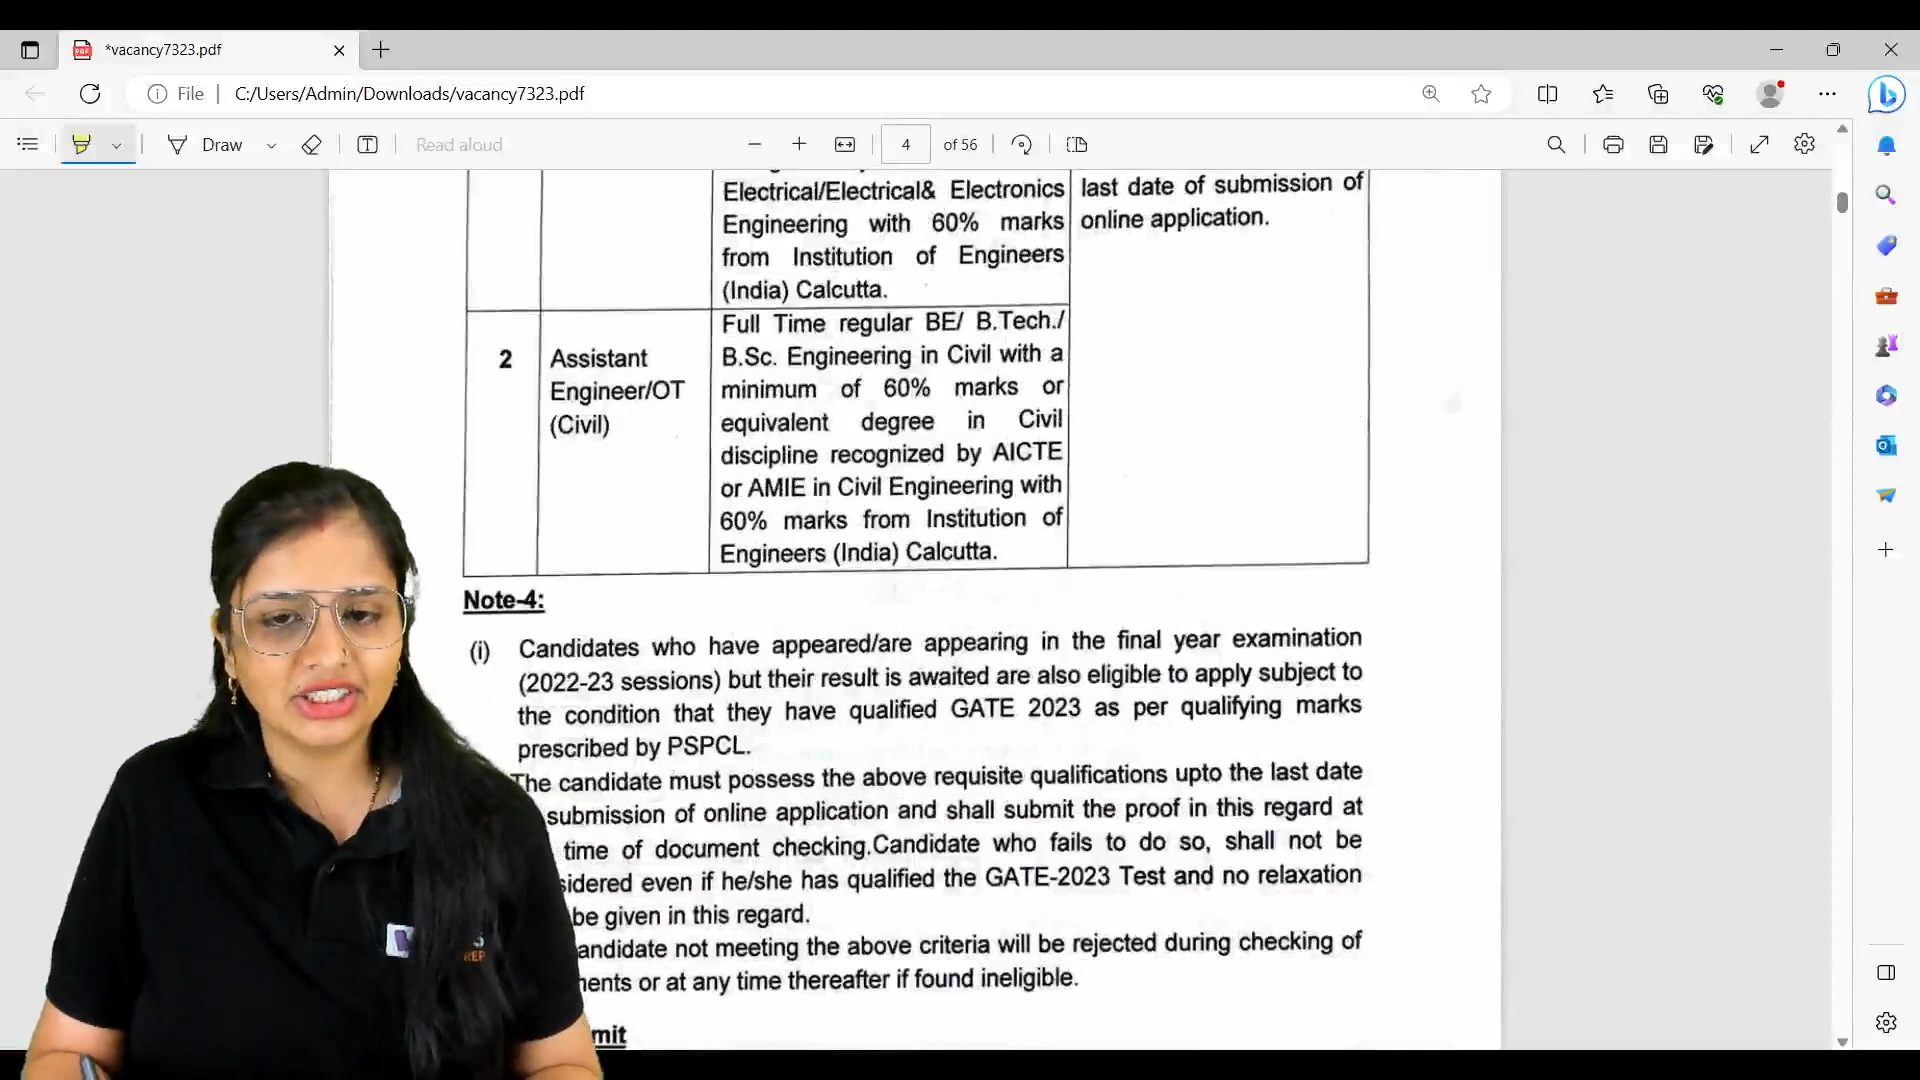 *vacancy7323.pdf
File
C:/Users/Admin/Downloads/vacancy7323.pdf
Draw
Read aloud
4 of 56
Electrical/Electrical& Electronics
Engineering with 60% marks
from Institution of Engineers
(India) Calcutta.
last date of submission of
online application.
2
Assistant
Engineer/OT
(Civil)
Full Time regular BE/ B.Tech./
B.Sc. Engineering in Civil with a
minimum of 60% marks or
equivalent degree in Civil
discipline recognized by AICTE
or AMIE in Civil Engineering with
60% marks from Institution of
Engineers (India) Calcutta.
Note-4:
(i) Candidates who have appeared/are appearing in the final year examination
(2022-23 sessions) but their result is awaited are also eligible to apply subject to
the condition that they have qualified GATE 2023 as per qualifying marks
prescribed by PSPCL.
The candidate must possess the above requisite qualifications upto the last date
submission of online application and shall submit the proof in this regard at
time of document checking.Candidate who fails to do so, shall not be
sidered even if he/she has qualified the GATE-2023 Test and no relaxation
be given in this regard.
andidate not meeting the above criteria will be rejected during checking of
ments or at any time thereafter if found ineligible.
mit